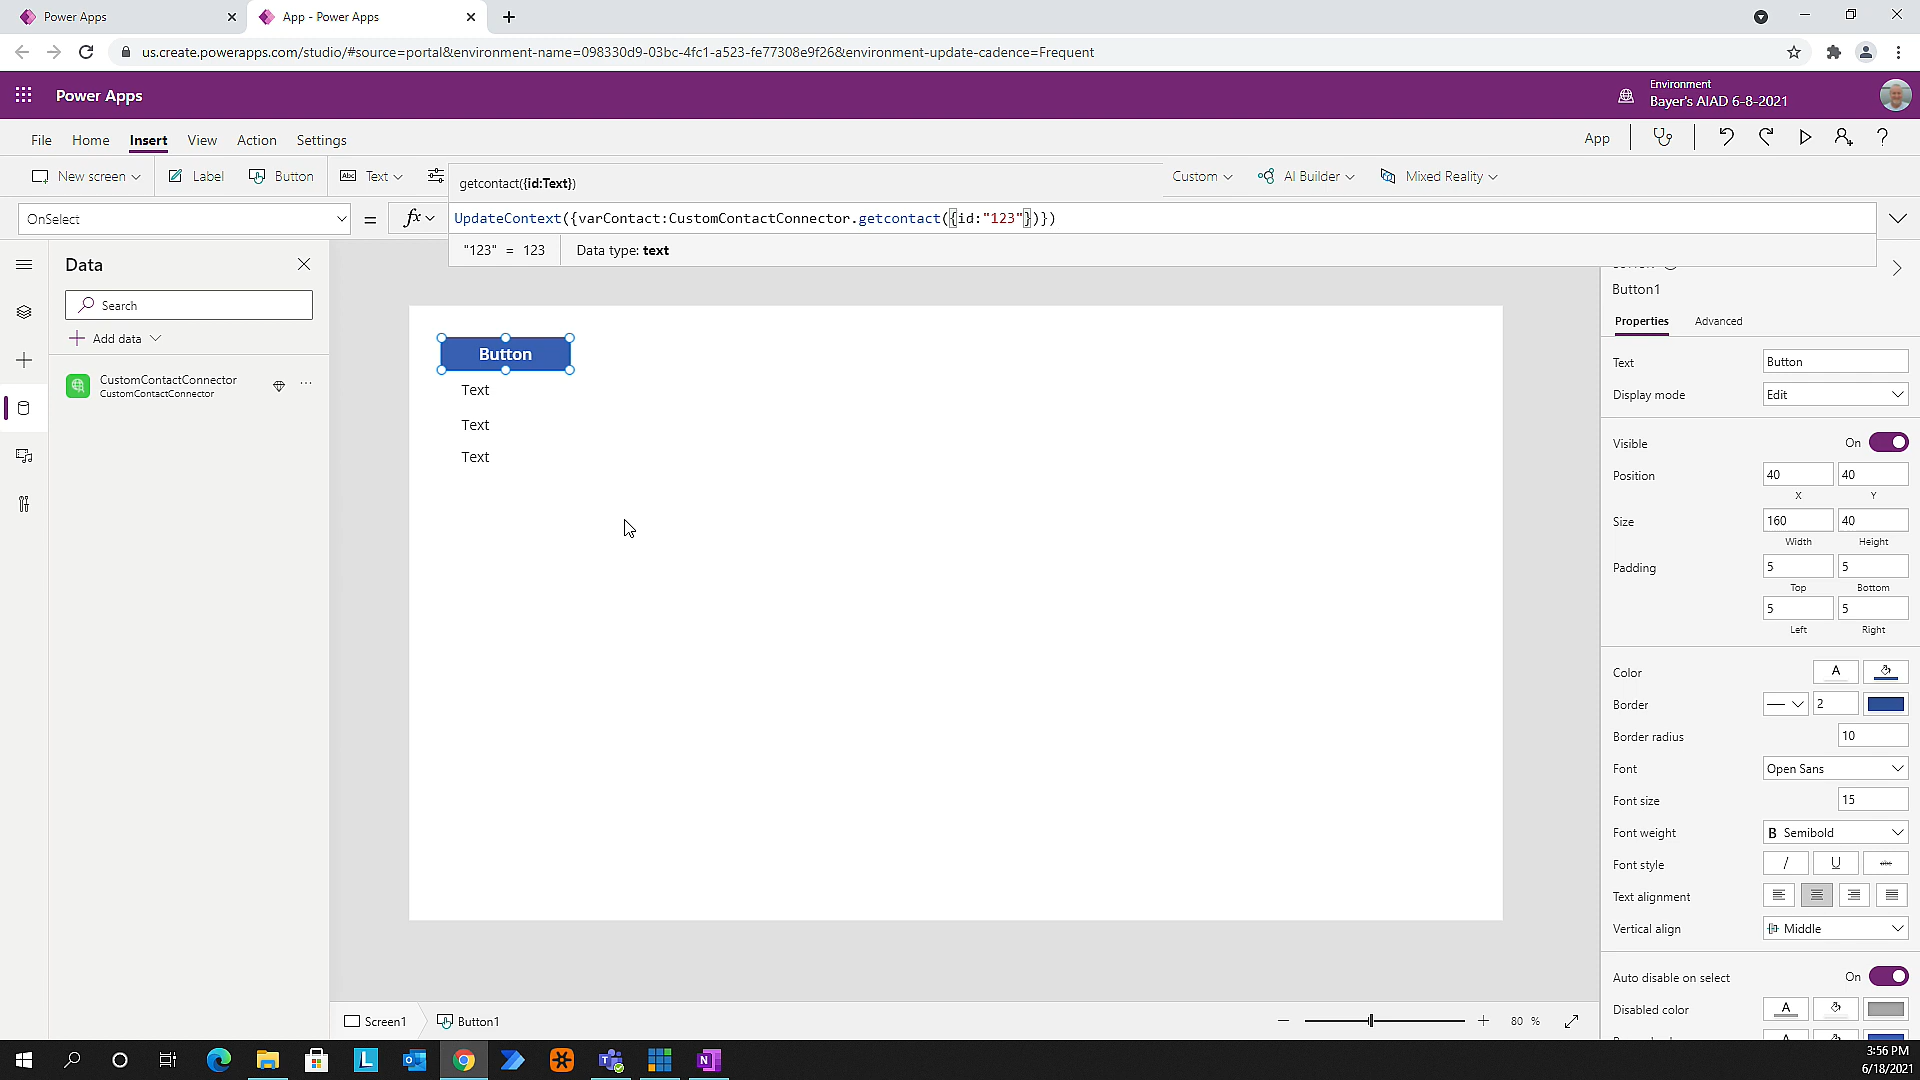 Power Apps
App - Power Apps
us.create.powerapps.com/studio/#source=portal&environment-name=098330d9-03bc-4fc1-a523-fe77308e9f26&environment-update-cadence=Frequent
Power Apps
Environment
Bayer's AIAD 6-8-2021
File Home Insert View Action Settings
App
New screen Label Button Text
getcontact({id:Text})
Custom AI Builder Mixed Reality
OnSelect = fx
UpdateContext({varContact:CustomContactConnector.getcontact({id:"123"})})
"123" = 123 Data type: text
Data
Search
Add data
CustomContactConnector
CustomContactConnector
Button
Text
Text
Text
Button1
Properties Advanced
Text Button
Display mode Edit
Visible On
Position 40 40
X Y
Size 160 40
Width Height
Padding 5 5
Top Bottom
5 5
Left Right
Color A
Border 2
Border radius 10
Font Open Sans
Font size 15
Font weight B Semibold
Font style / U abc
Text alignment
Vertical align Middle
Auto disable on select On
Disabled color A
Screen1 Button1
80 %
3:56 PM
6/18/2021